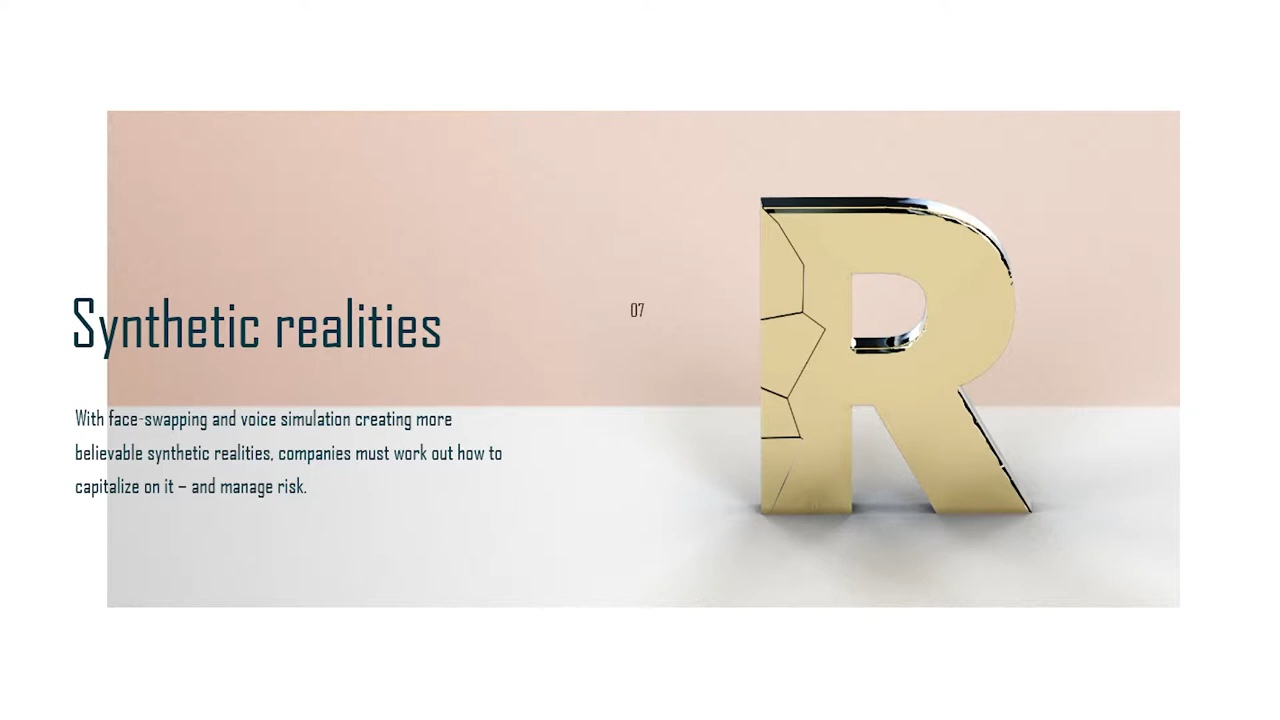 Synthetic realities
With face-swapping and voice simulation creating more
believable synthetic realities, companies must work out how to
capitalize on it – and manage risk.
07
R